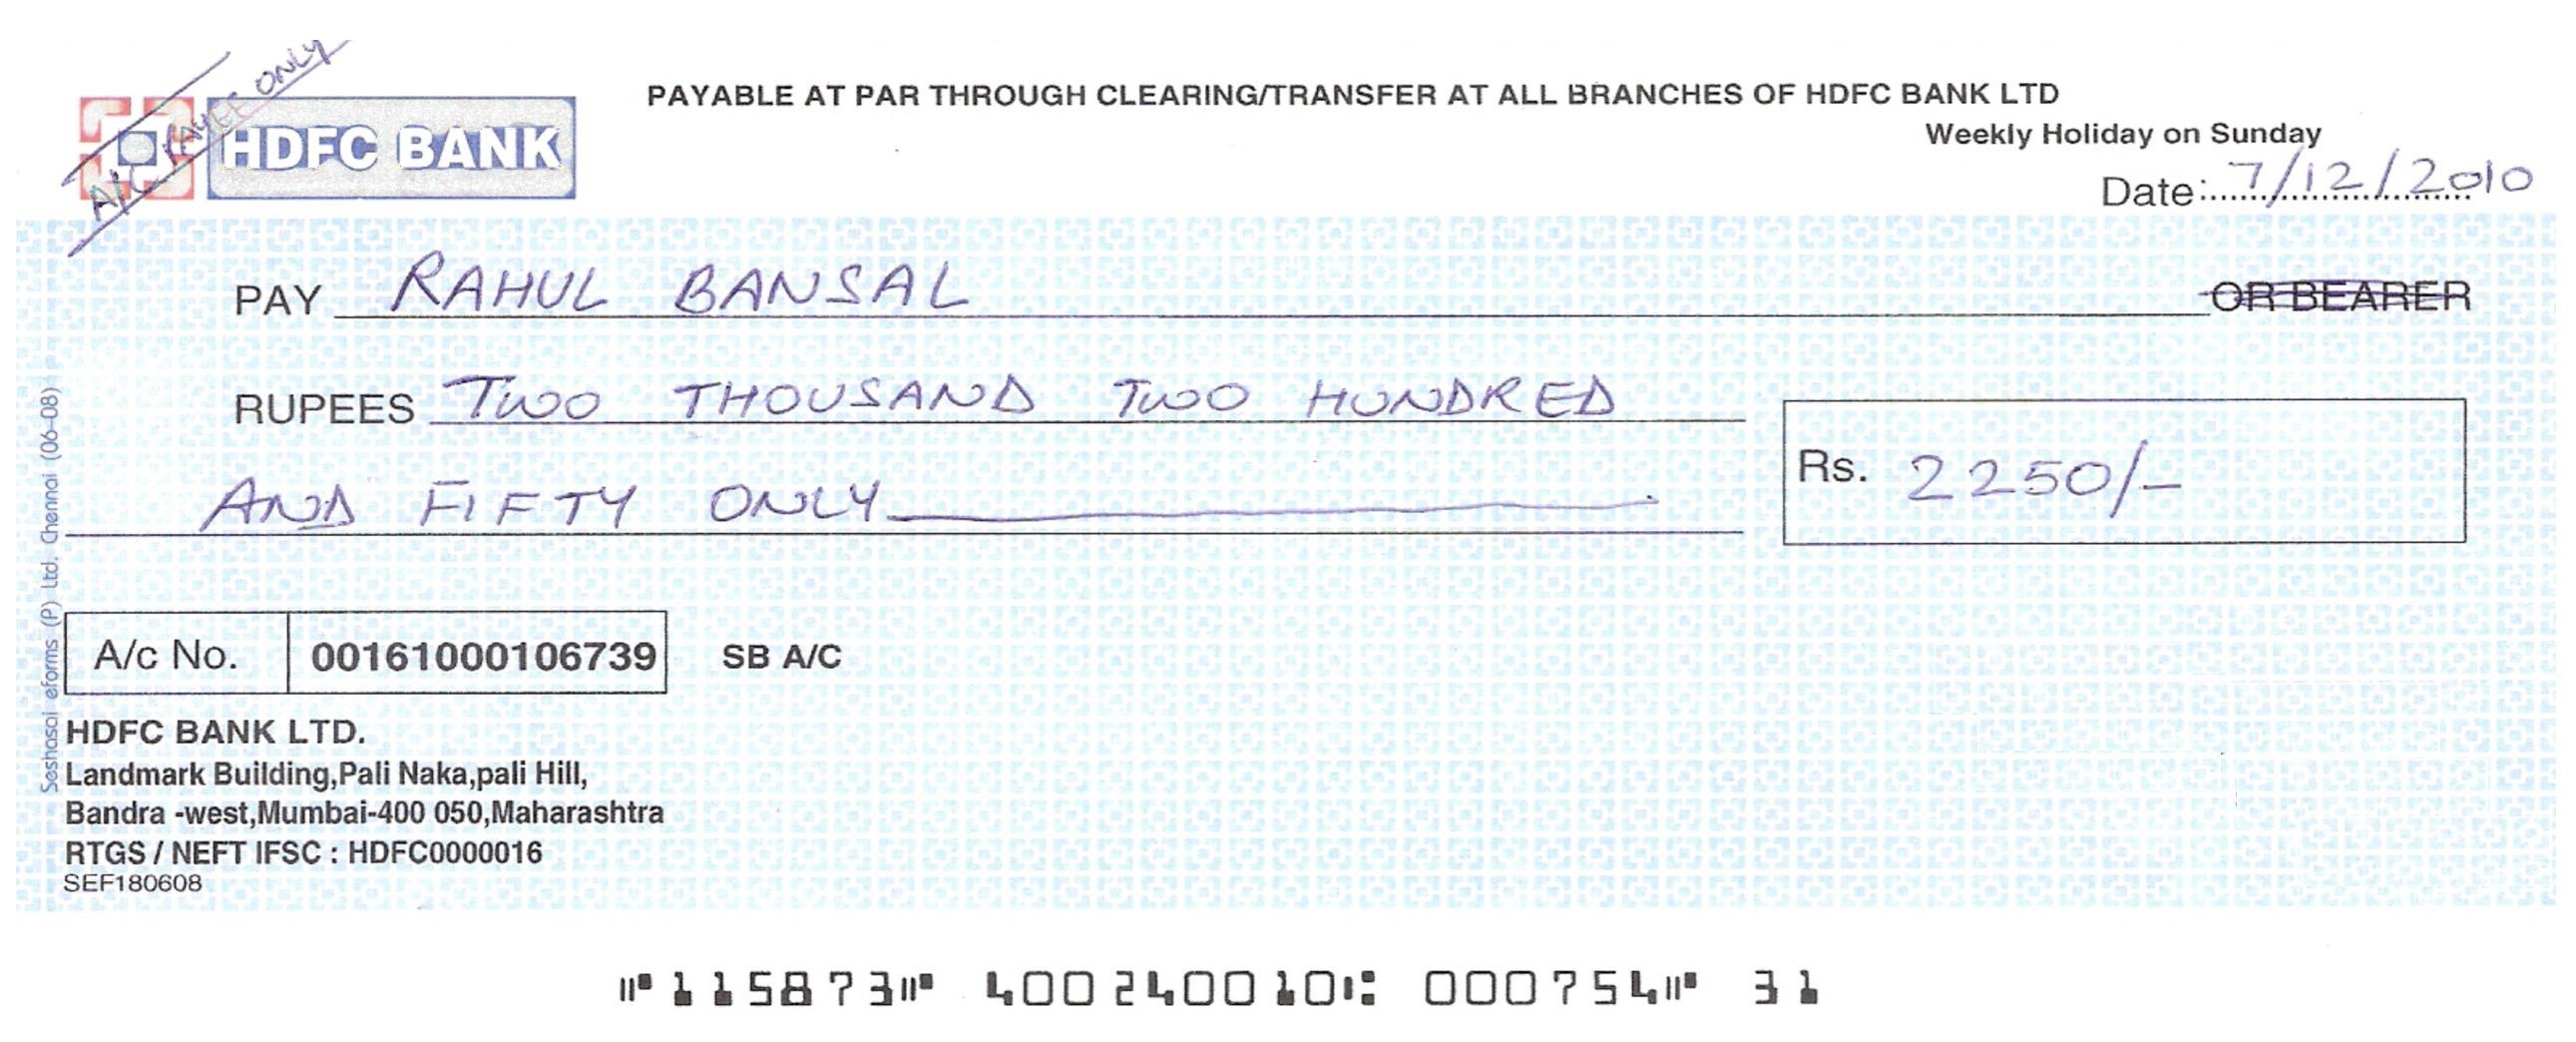 A/C PAYEE ONLY
HDFC BANK
PAYABLE AT PAR THROUGH CLEARING/TRANSFER AT ALL BRANCHES OF HDFC BANK LTD
Weekly Holiday on Sunday
Date: 7/12/2010
PAY RAHUL BANSAL OR BEARER
RUPEES TWO THOUSAND TWO HUNDRED
AND FIFTY ONLY
Rs. 2250/-
A/c No. 00161000106739 SB A/C
HDFC BANK LTD.
Landmark Building,Pali Naka,pali Hill,
Bandra -west,Mumbai-400 050,Maharashtra
RTGS / NEFT IFSC : HDFC0000016
SEF180608
Seshasai eforms (P) Ltd. Chennai (06-08)
⑈115873⑈ 400240010⑆ 000754⑈ 31